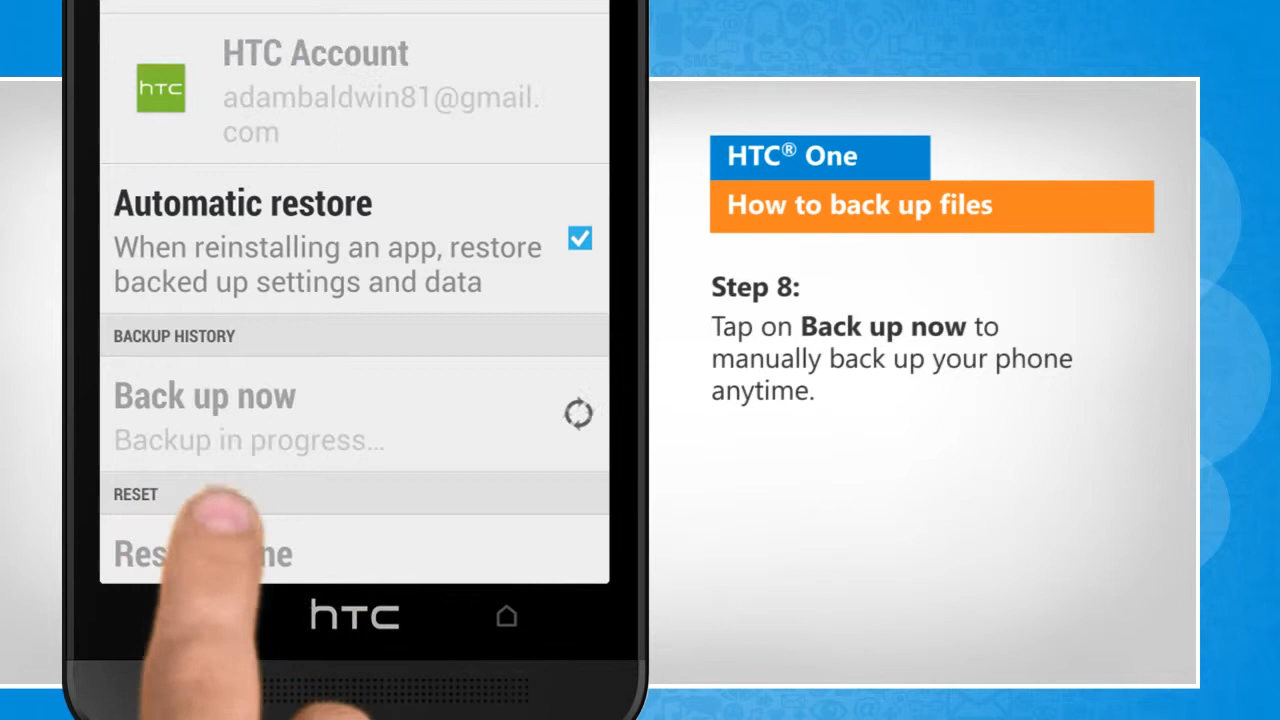 HTC Account
htc
adambaldwin81@gmail.
com
Automatic restore
When reinstalling an app, restore
backed up settings and data
BACKUP HISTORY
Back up now
Backup in progress...
RESET
hTC
HTC® One
How to back up files
Step 8:
Tap on Back up now to
manually back up your phone
anytime.